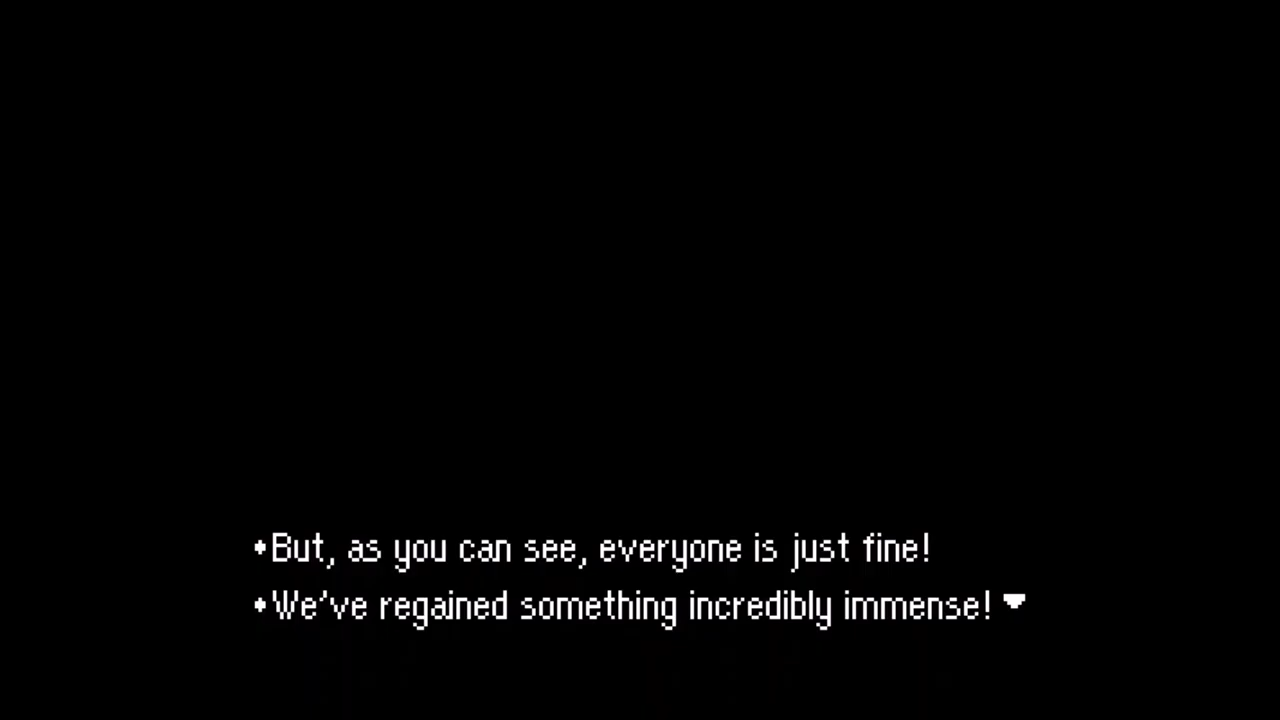 •But, as you can see, everyone is just fine!
•We've regained something incredibly immense!